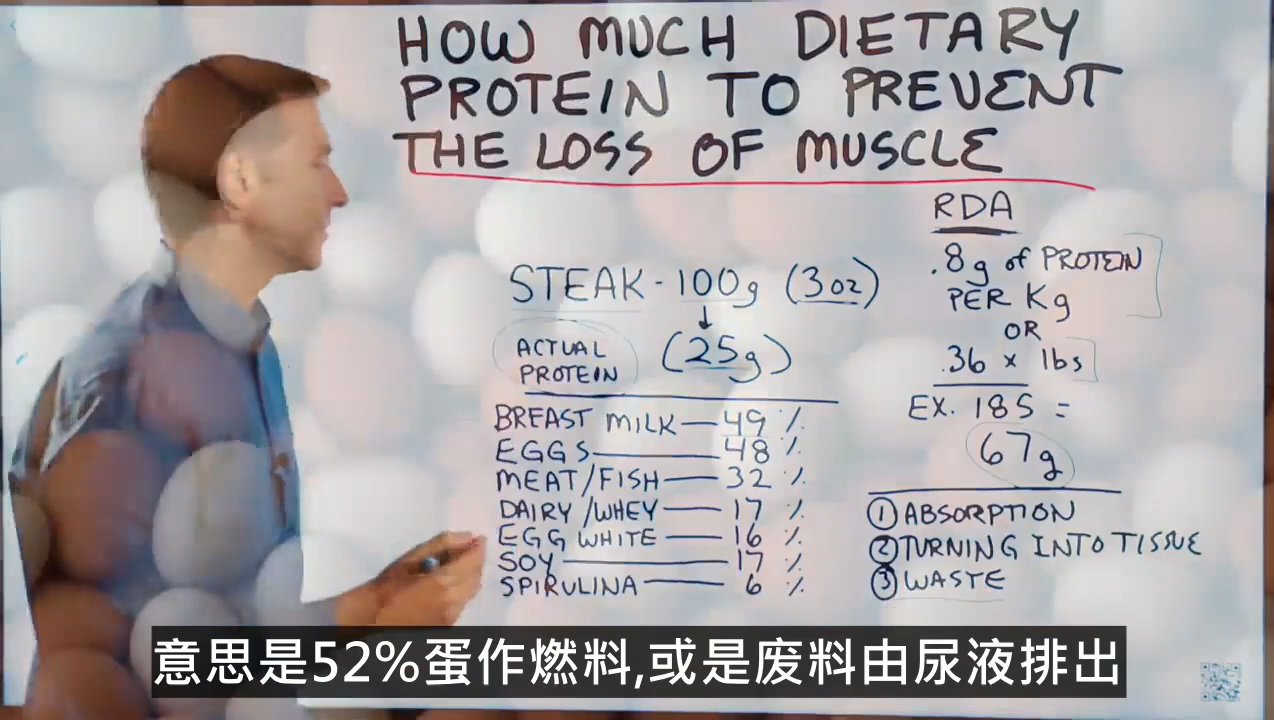 HOW MUCH DIETARY
PROTEIN TO PREVENT
THE LOSS OF MUSCLE
STEAK - 100g (3oz)
↓
ACTUAL PROTEIN (25g)
BREAST MILK — 49 %
EGGS — 48 %
MEAT/FISH — 32 %
DAIRY/WHEY — 17 %
EGG WHITE — 16 %
SOY — 17 %
SPIRULINA — 6 %
RDA
.8g of PROTEIN
PER Kg
OR
.36 x lbs
EX. 185 =
67g
① ABSORPTION
② TURNING INTO TISSUE
③ WASTE
意思是52%蛋作燃料,或是废料由尿液排出